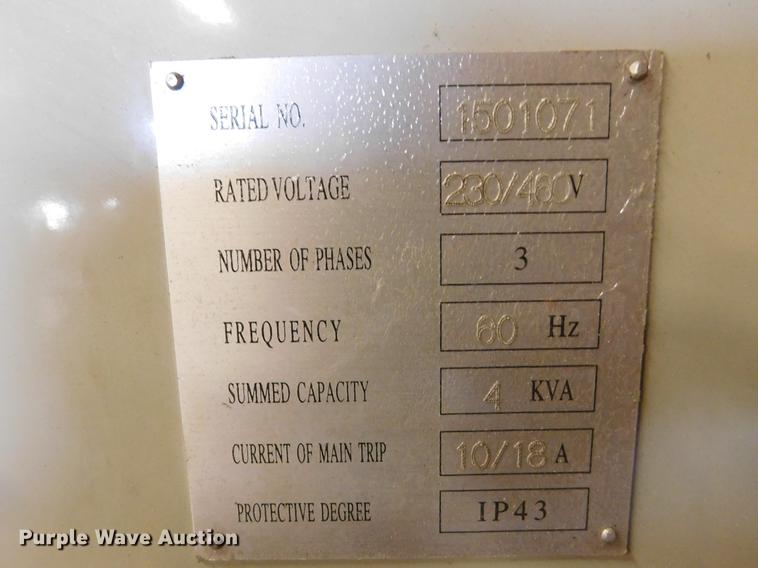 SERIAL NO. 1501071
RATED VOLTAGE 230/460V
NUMBER OF PHASES 3
FREQUENCY 60 Hz
SUMMED CAPACITY 4 KVA
CURRENT OF MAIN TRIP 10/18 A
PROTECTIVE DEGREE IP43
Purple Wave Auction